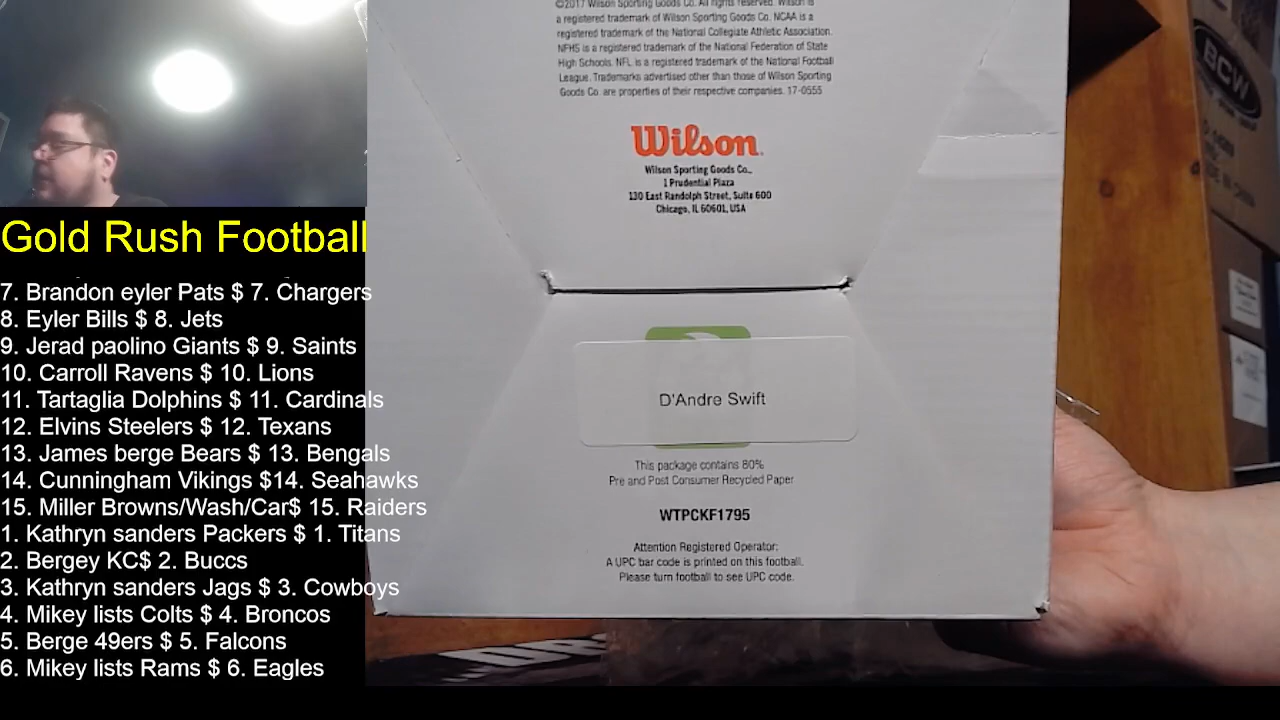 Gold Rush Football
7. Brandon eyler Pats $ 7. Chargers
8. Eyler Bills $ 8. Jets
9. Jerad paolino Giants $ 9. Saints
10. Carroll Ravens $ 10. Lions
11. Tartaglia Dolphins $ 11. Cardinals
12. Elvins Steelers $ 12. Texans
13. James berge Bears $ 13. Bengals
14. Cunningham Vikings $14. Seahawks
15. Miller Browns/Wash/Car$ 15. Raiders
1. Kathryn sanders Packers $ 1. Titans
2. Bergey KC$ 2. Buccs
3. Kathryn sanders Jags $ 3. Cowboys
4. Mikey lists Colts $ 4. Broncos
5. Berge 49ers $ 5. Falcons
6. Mikey lists Rams $ 6. Eagles
©2017 Wilson Sporting Goods Co. All rights reserved. Wilson is
a registered trademark of Wilson Sporting Goods Co. NCAA is a
registered trademark of the National Collegiate Athletic Association.
NFHS is a registered trademark of the National Federation of State
High Schools. NFL is a registered trademark of the National Football
League. Trademarks advertised other than those of Wilson Sporting
Goods Co. are properties of their respective companies. 17-0555
Wilson
Wilson Sporting Goods Co.,
1 Prudential Plaza
130 East Randolph Street, Suite 600
Chicago, IL 60601, USA
D'Andre Swift
This package contains 80%
Pre and Post Consumer Recycled Paper
WTPCKF1795
Attention Registered Operator:
A UPC bar code is printed on this football.
Please turn football to see UPC code.
BCW